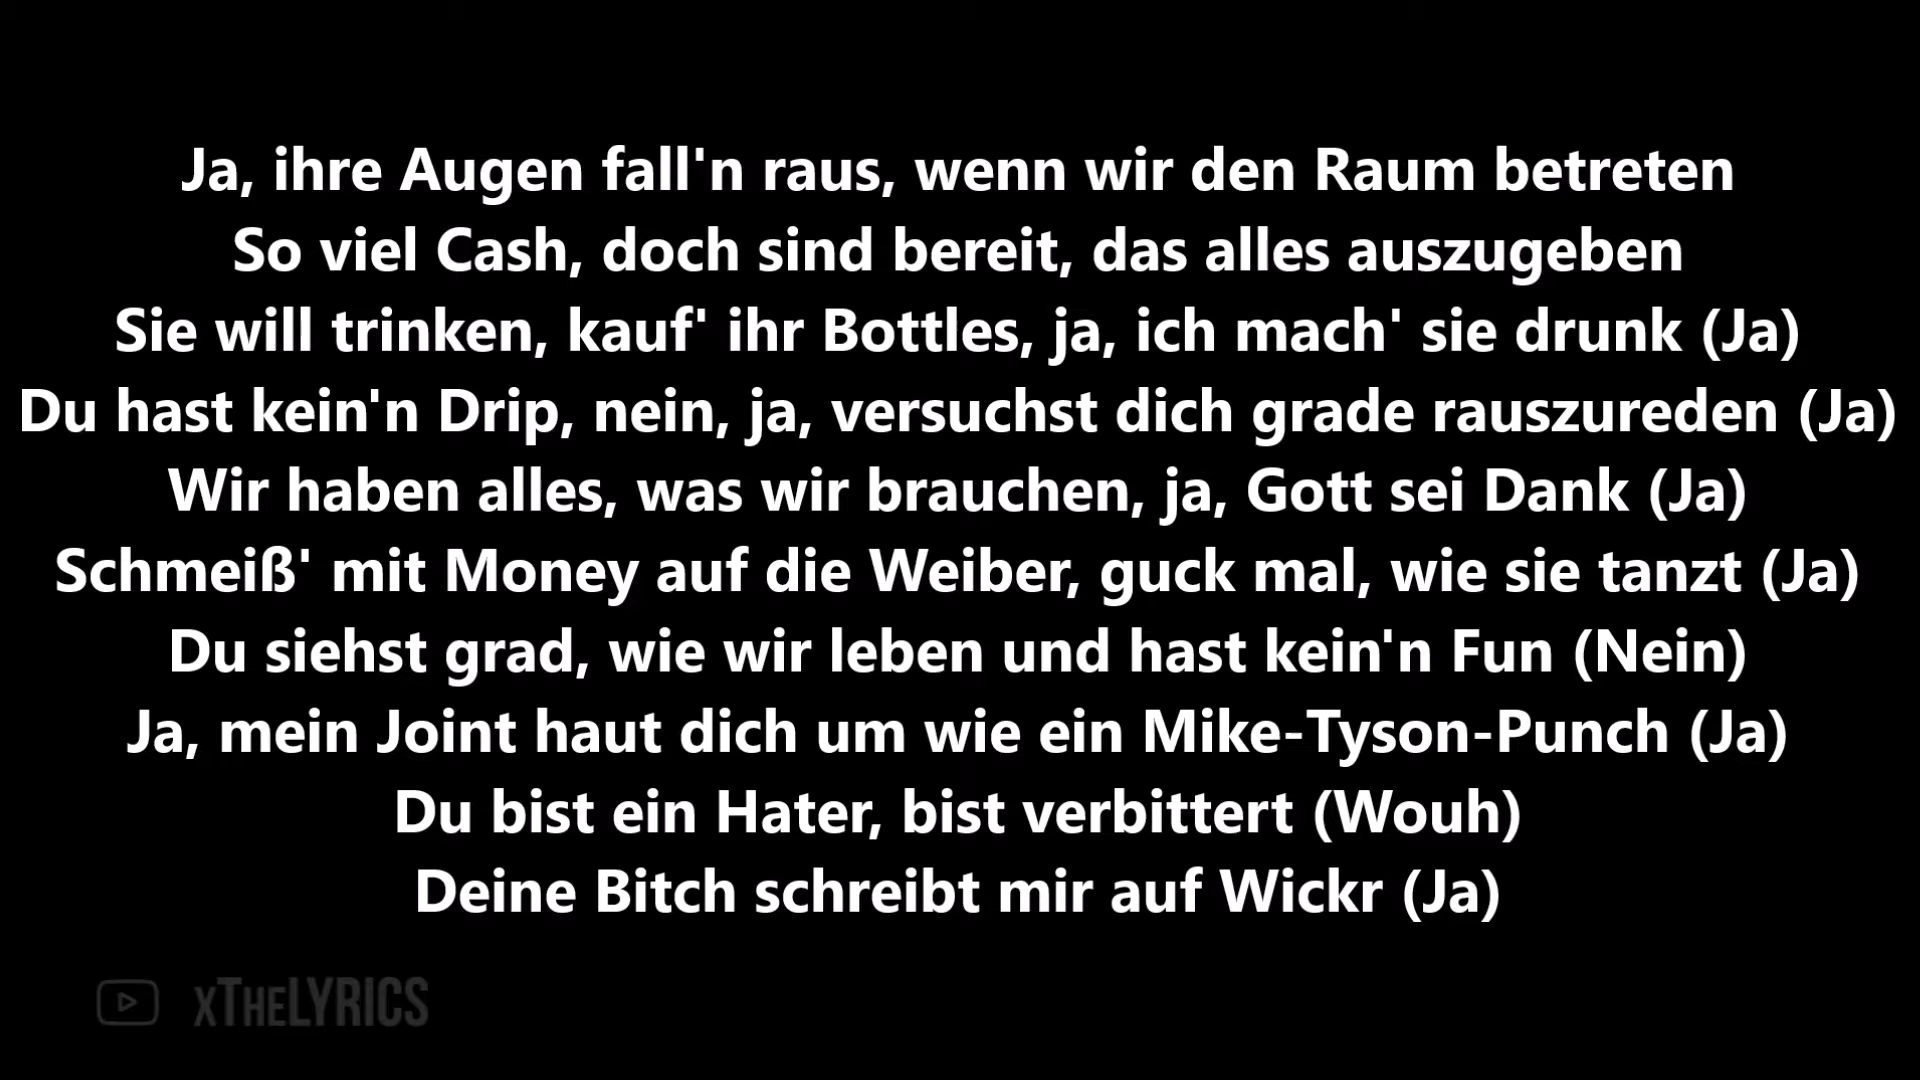 Ja, ihre Augen fall'n raus, wenn wir den Raum betreten
So viel Cash, doch sind bereit, das alles auszugeben
Sie will trinken, kauf' ihr Bottles, ja, ich mach' sie drunk (Ja)
Du hast kein'n Drip, nein, ja, versuchst dich grade rauszureden (Ja)
Wir haben alles, was wir brauchen, ja, Gott sei Dank (Ja)
Schmeiß' mit Money auf die Weiber, guck mal, wie sie tanzt (Ja)
Du siehst grad, wie wir leben und hast kein'n Fun (Nein)
Ja, mein Joint haut dich um wie ein Mike-Tyson-Punch (Ja)
Du bist ein Hater, bist verbittert (Wouh)
Deine Bitch schreibt mir auf Wickr (Ja)
xTheLYRICS